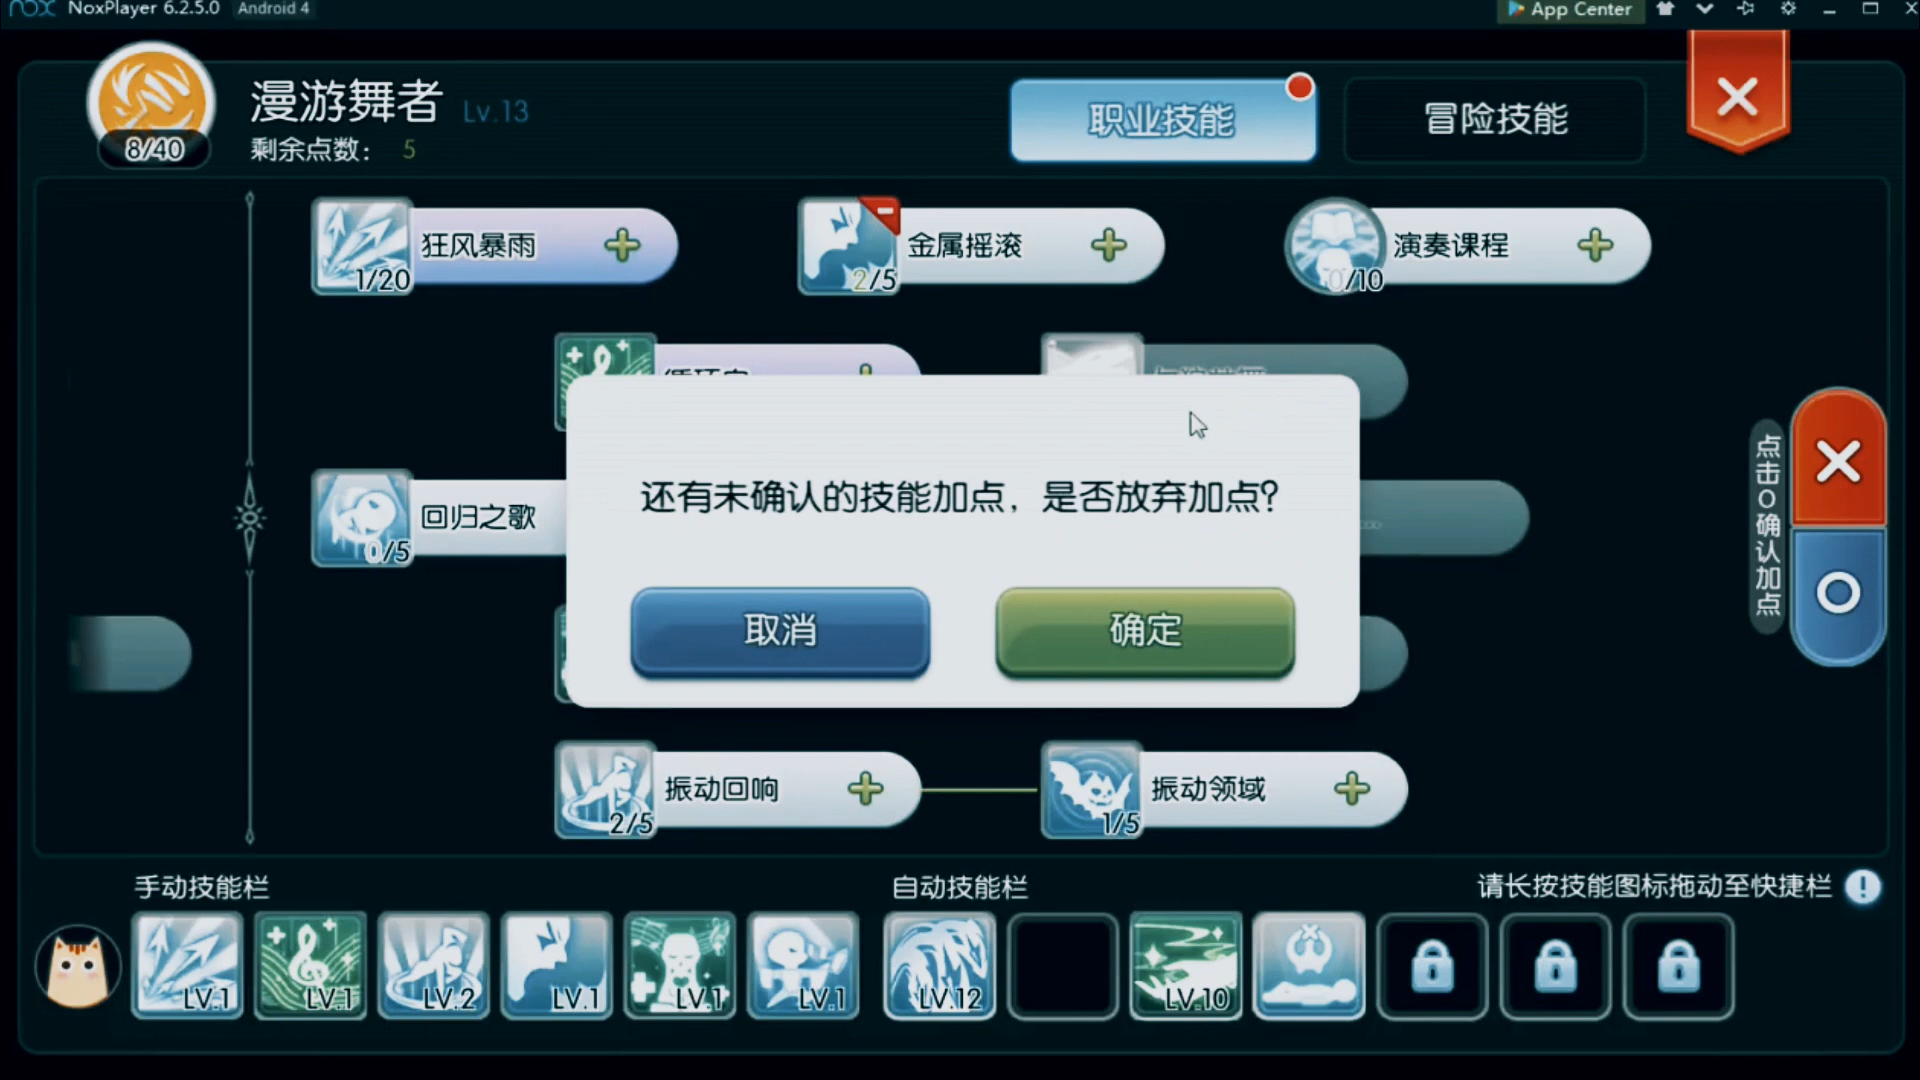 NoxPlayer 6.2.5.0 Android 4
App Center
漫游舞者 Lv.13
8/40
剩余点数： 5
职业技能
冒险技能
狂风暴雨
1/20
金属摇滚
2/5
演奏课程
0/10
回归之歌
0/5
还有未确认的技能加点，是否放弃加点？
取消
确定
点击O确认加点
振动回响
2/5
振动领域
1/5
手动技能栏
自动技能栏
请长按技能图标拖动至快捷栏
LV.1
LV.1
LV.2
LV.1
LV.1
LV.1
LV.12
LV.10